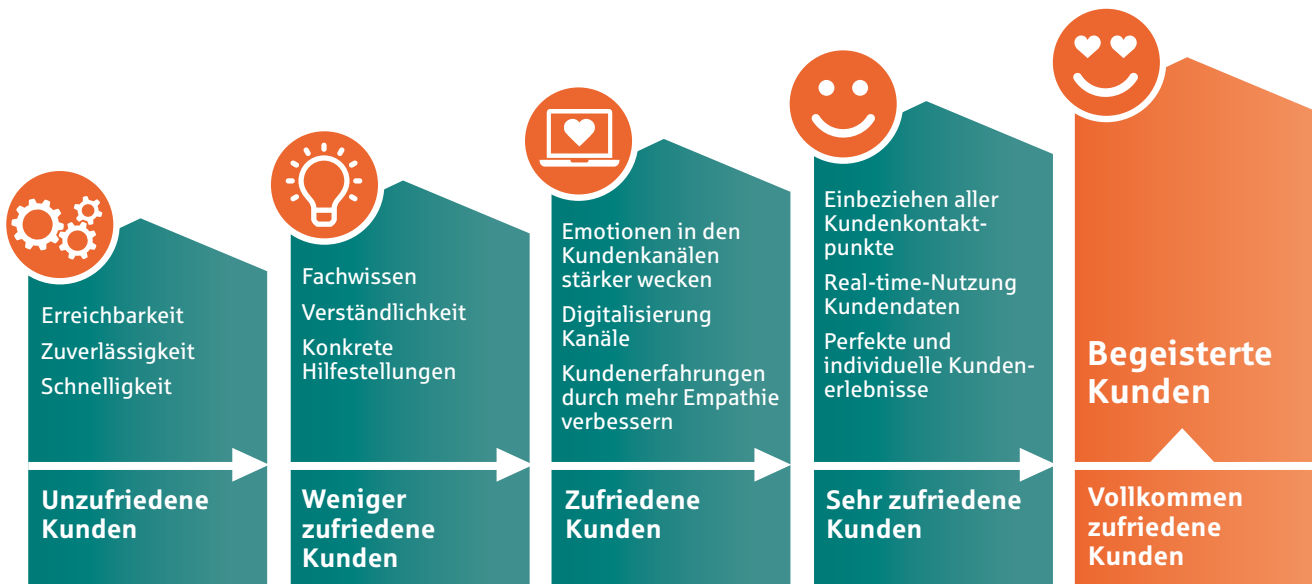 Erreichbarkeit
Zuverlässigkeit
Schnelligkeit
Unzufriedene
Kunden
Fachwissen
Verständlichkeit
Konkrete
Hilfestellungen
Weniger
zufriedene
Kunden
Emotionen in den
Kundenkanälen
stärker wecken
Digitalisierung
Kanäle
Kundenerfahrungen
durch mehr Empathie
verbessern
Zufriedene
Kunden
Einbeziehen aller
Kundenkontakt-
punkte
Real-time-Nutzung
Kundendaten
Perfekte und
individuelle Kunden-
erlebnisse
Sehr zufriedene
Kunden
Begeisterte
Kunden
Vollkommen
zufriedene
Kunden